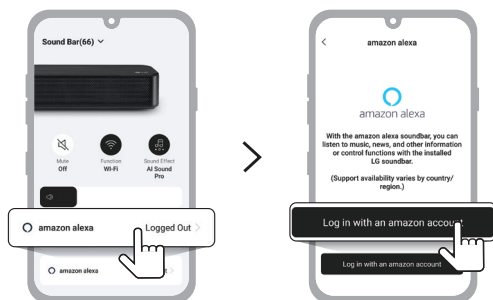 Sound Bar(66)
Mute
Off
Function
Wi-Fi
Sound Effect
AI Sound
Pro
amazon alexa
Logged Out
amazon alexa
amazon alexa
amazon alexa
With the amazon alexa soundbar, you can
listen to music, news, and other information
or control functions with the installed
LG soundbar.
(Support availability varies by country/
region.)
Log in with an amazon account
Log in with an amazon account